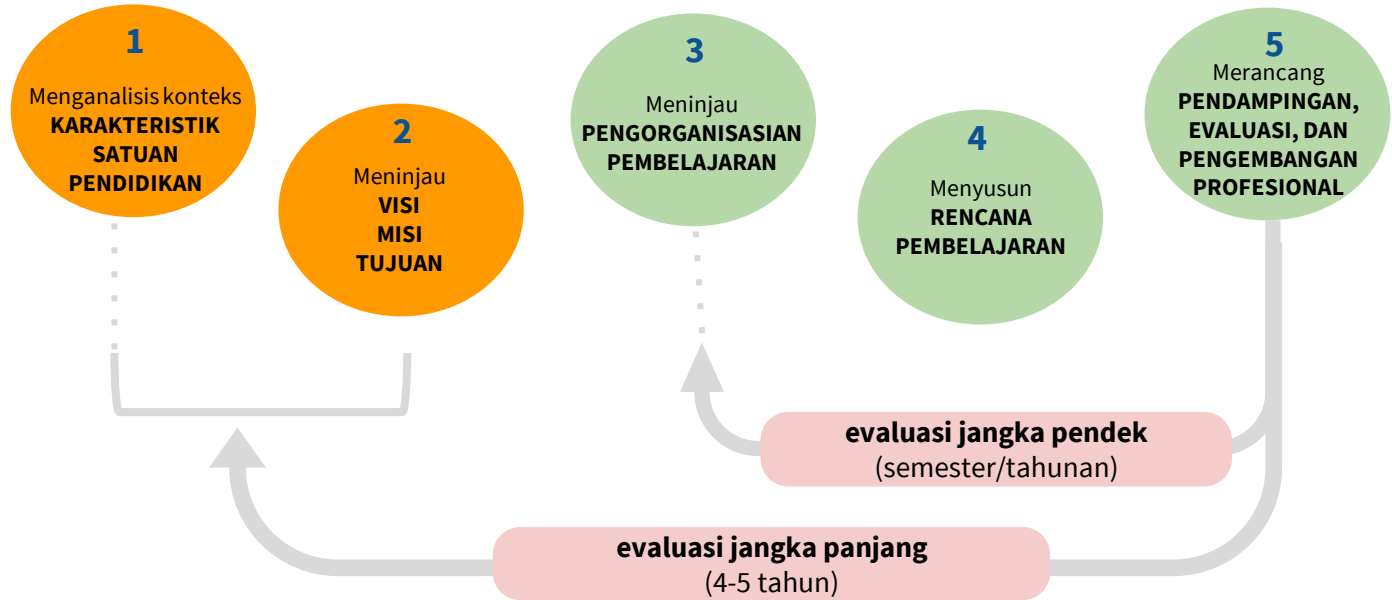 1
Menganalisis konteks
KARAKTERISTIK
SATUAN
PENDIDIKAN
2
Meninjau
VISI
MISI
TUJUAN
3
Meninjau
PENGORGANISASIAN
PEMBELAJARAN
4
Menyusun
RENCANA
PEMBELAJARAN
5
Merancang
PENDAMPINGAN,
EVALUASI, DAN
PENGEMBANGAN
PROFESIONAL
evaluasi jangka pendek
(semester/tahunan)
evaluasi jangka panjang
(4-5 tahun)